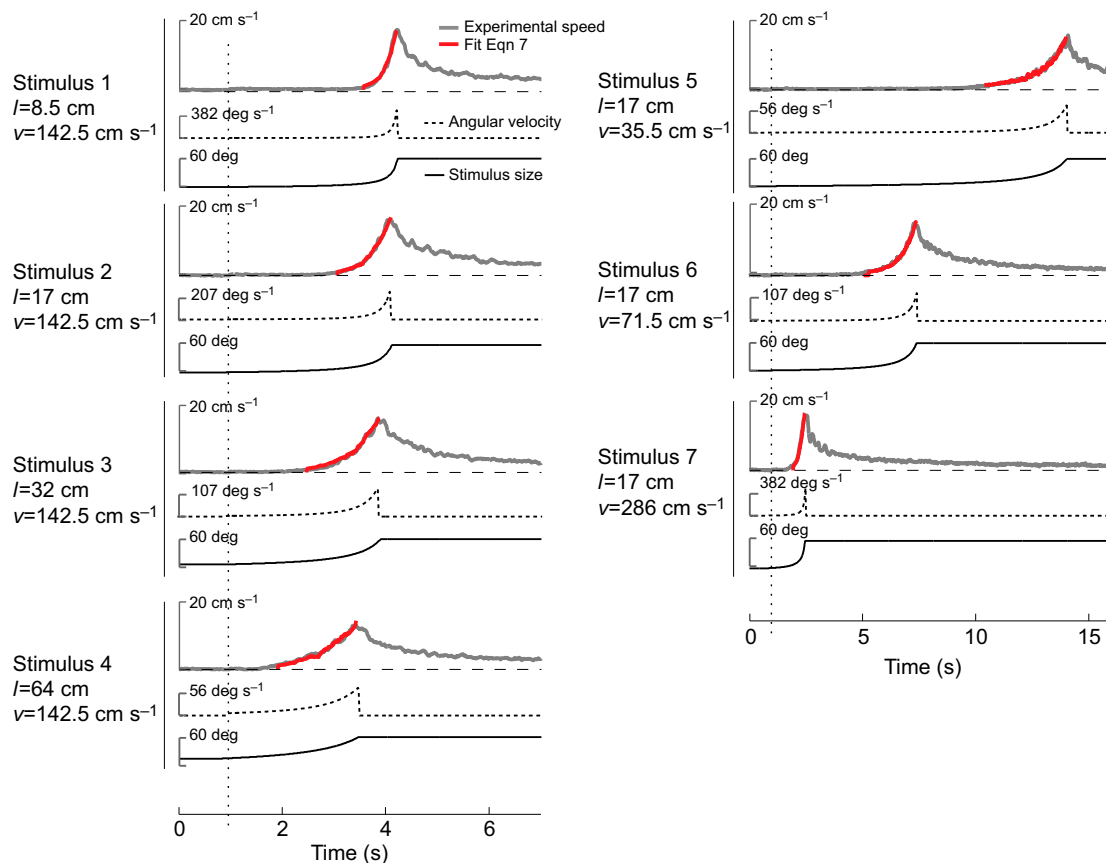 20 cm s⁻¹
Experimental speed
Fit Eqn 7
Stimulus 1
l=8.5 cm
v=142.5 cm s⁻¹
382 deg s⁻¹
Angular velocity
60 deg
Stimulus size
20 cm s⁻¹
Stimulus 2
l=17 cm
v=142.5 cm s⁻¹
207 deg s⁻¹
60 deg
20 cm s⁻¹
Stimulus 3
l=32 cm
v=142.5 cm s⁻¹
107 deg s⁻¹
60 deg
20 cm s⁻¹
Stimulus 4
l=64 cm
v=142.5 cm s⁻¹
56 deg s⁻¹
60 deg
0 2 4 6
Time (s)
20 cm s⁻¹
Stimulus 5
l=17 cm
v=35.5 cm s⁻¹
56 deg s⁻¹
60 deg
20 cm s⁻¹
Stimulus 6
l=17 cm
v=71.5 cm s⁻¹
107 deg s⁻¹
60 deg
20 cm s⁻¹
Stimulus 7
l=17 cm
v=286 cm s⁻¹
382 deg s⁻¹
60 deg
0 5 10 15
Time (s)